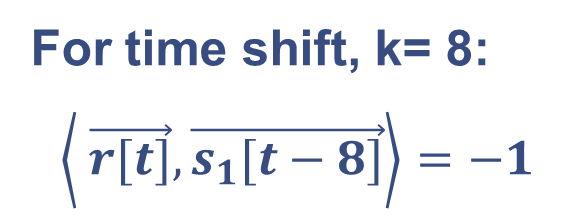 For time shift, k= 8:
⟨r[t], s₁[t − 8]⟩ = −1